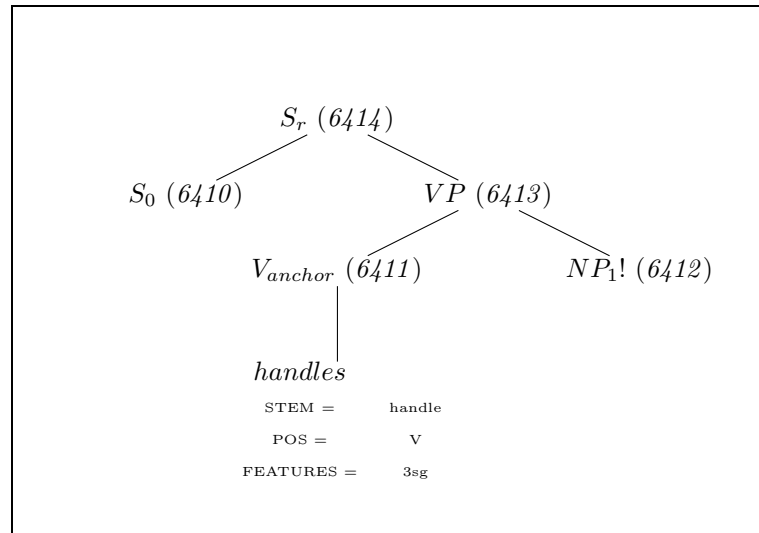 S_r (6414)
S_0 (6410) VP (6413)
V_anchor (6411) NP_1! (6412)
handles
STEM = handle
POS = V
FEATURES = 3sg